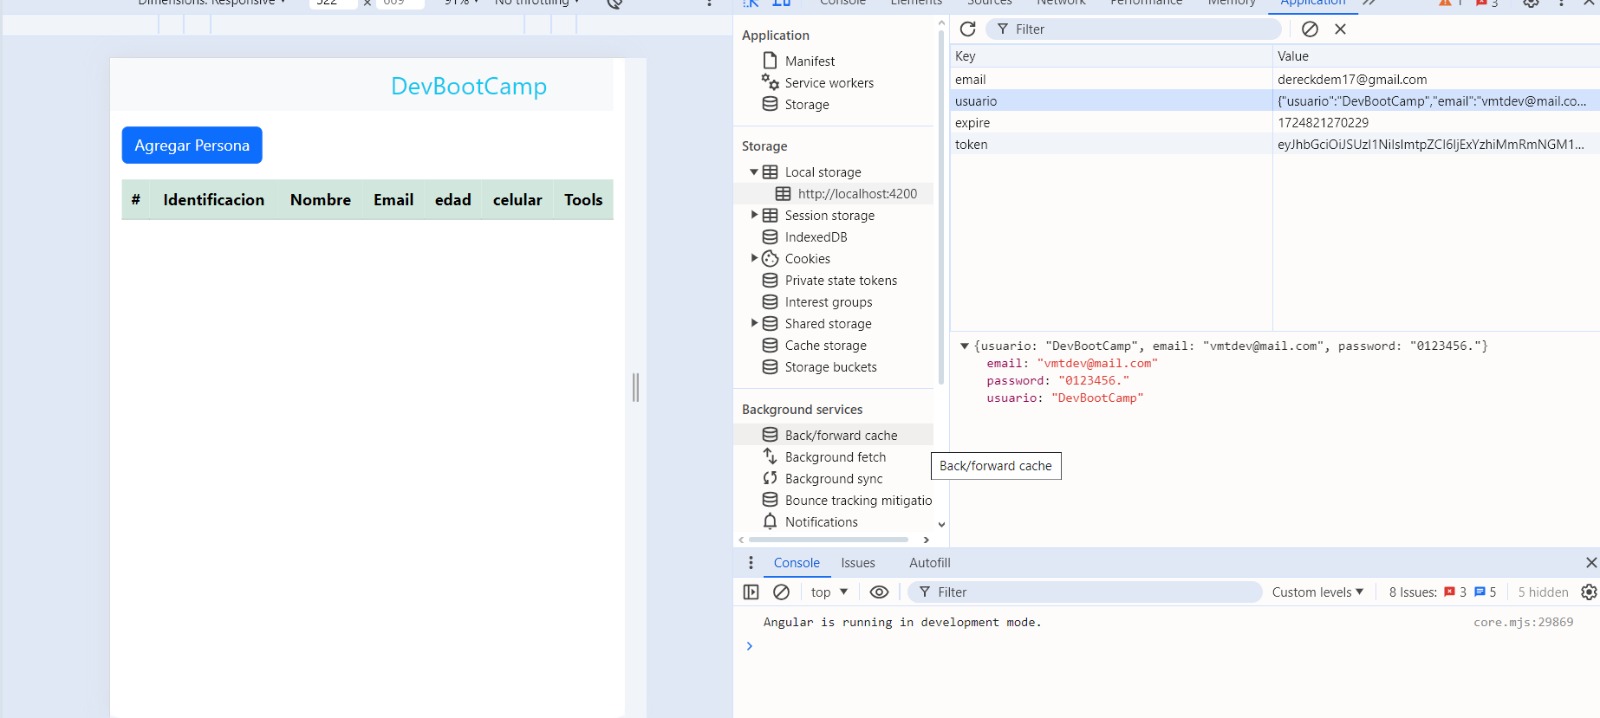 Dimensions: Responsive 522 x 669 91% No throttling
DevBootCamp
Agregar Persona
# Identificacion Nombre Email edad celular Tools
Console Elements Sources Network Performance Memory Application 1 3
Application
Manifest
Service workers
Storage
Storage
Local storage
http://localhost:4200
Session storage
IndexedDB
Cookies
Private state tokens
Interest groups
Shared storage
Cache storage
Storage buckets
Background services
Back/forward cache
Background fetch
Background sync
Bounce tracking mitigatio
Notifications
Back/forward cache
Filter
Key Value
email dereckdem17@gmail.com
usuario {"usuario":"DevBootCamp","email":"vmtdev@mail.co...
expire 1724821270229
token eyJhbGciOiJSUzI1NiIsImtpZCI6IjExYzhiMmRmNGM1...
{usuario: "DevBootCamp", email: "vmtdev@mail.com", password: "0123456."}
email: "vmtdev@mail.com"
password: "0123456."
usuario: "DevBootCamp"
Console Issues Autofill
top Filter Custom levels 8 Issues: 3 5 5 hidden
Angular is running in development mode. core.mjs:29869